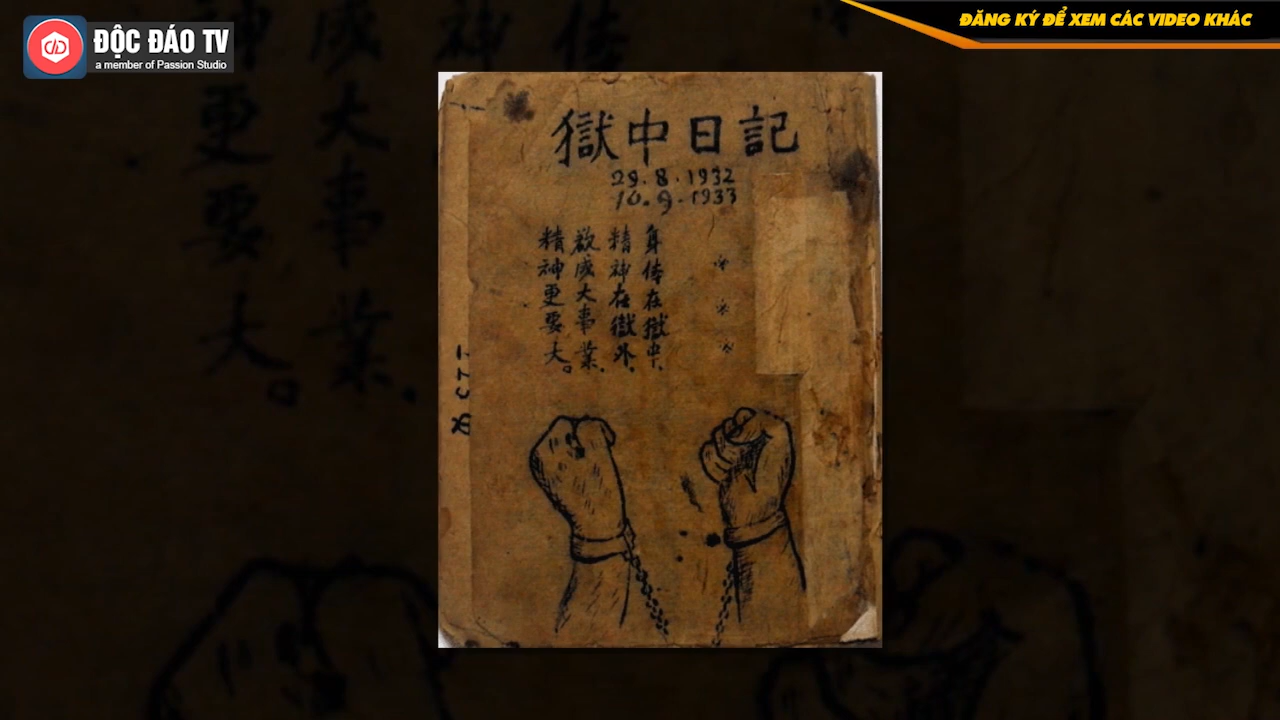 ĐỘC ĐÁO TV
a member of Passion Studio
ĐĂNG KÝ ĐỂ XEM CÁC VIDEO KHÁC
獄中日記
29.8.1932
10.9.1933
身体在獄中.
精神在獄外.
欲成大事業.
精神更要大。